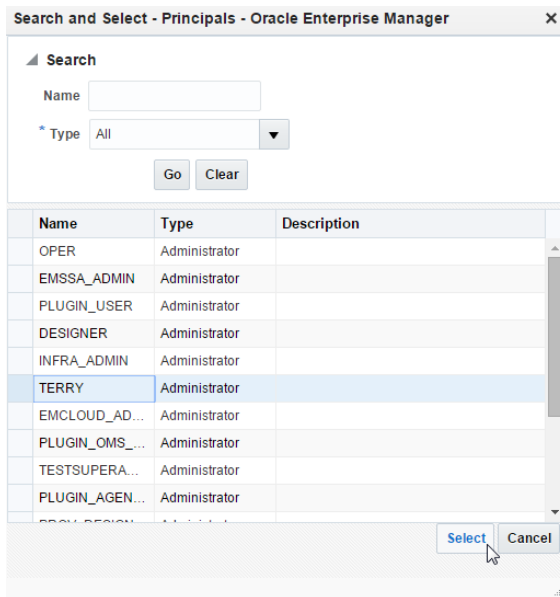 Search and Select - Principals - Oracle Enterprise Manager
Search
Name
* Type All
Go Clear
Name Type Description
OPER Administrator
EMSSA_ADMIN Administrator
PLUGIN_USER Administrator
DESIGNER Administrator
INFRA_ADMIN Administrator
TERRY Administrator
EMCLOUD_AD... Administrator
PLUGIN_OMS_... Administrator
TESTSUPERA... Administrator
PLUGIN_AGEN... Administrator
Select Cancel